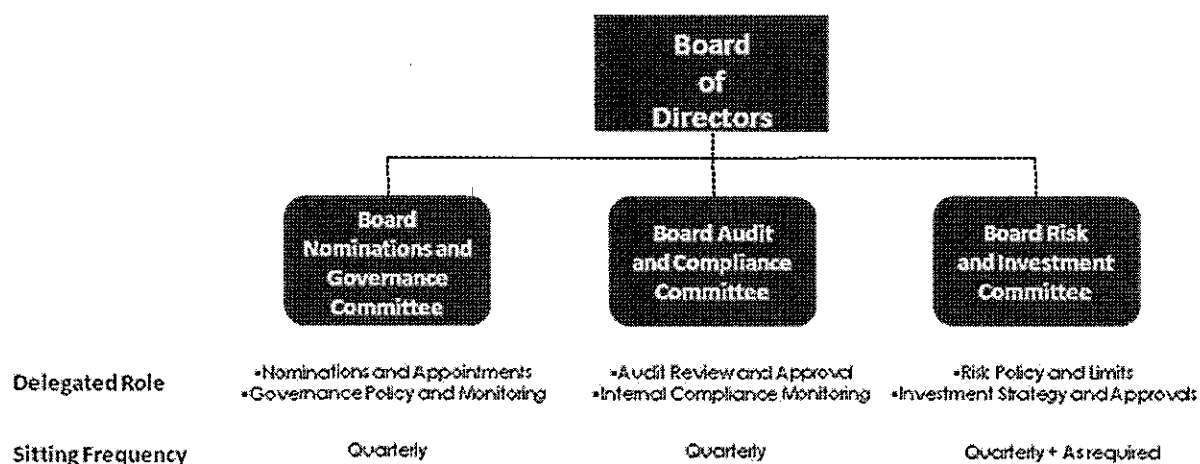 Board
of
Directors
Board
Nominations and
Governance
Committee
Board Audit
and Compliance
Committee
Board Risk
and Investment
Committee
Delegated Role
•Nominations and Appointments
•Governance Policy and Monitoring
•Audit Review and Approval
•Internal Compliance Monitoring
•Risk Policy and Limits
•Investment Strategy and Approvals
Sitting Frequency
Quarterly
Quarterly
Quarterly + As required